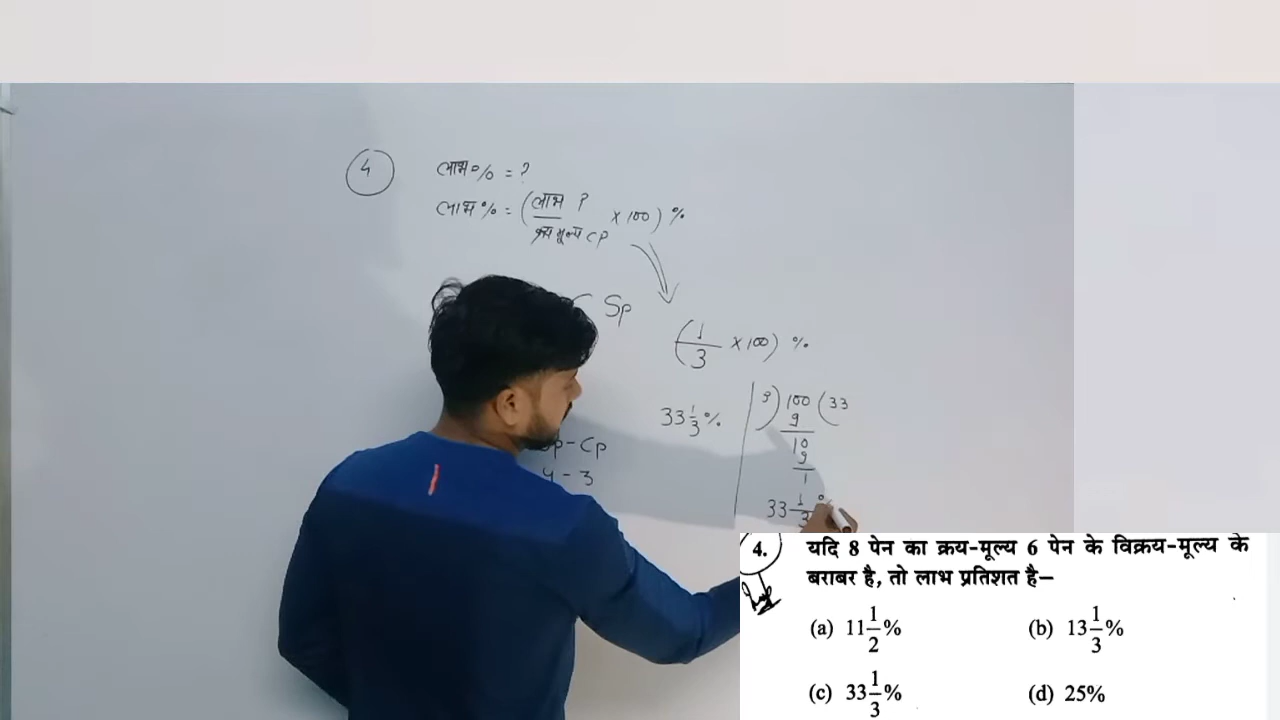 4
लाभ% = ?
लाभ% = (लाभ P / क्रय मूल्य CP × 100) %
SP
(1/3 × 100) %
33 1/3 %
3) 100 (33
9
10
9
1
33 1/3 %
SP - CP
4 - 3
4. यदि 8 पेन का क्रय-मूल्य 6 पेन के विक्रय-मूल्य के
बराबर है, तो लाभ प्रतिशत है–
(a) 11 1/2 % (b) 13 1/3 %
(c) 33 1/3 % (d) 25%